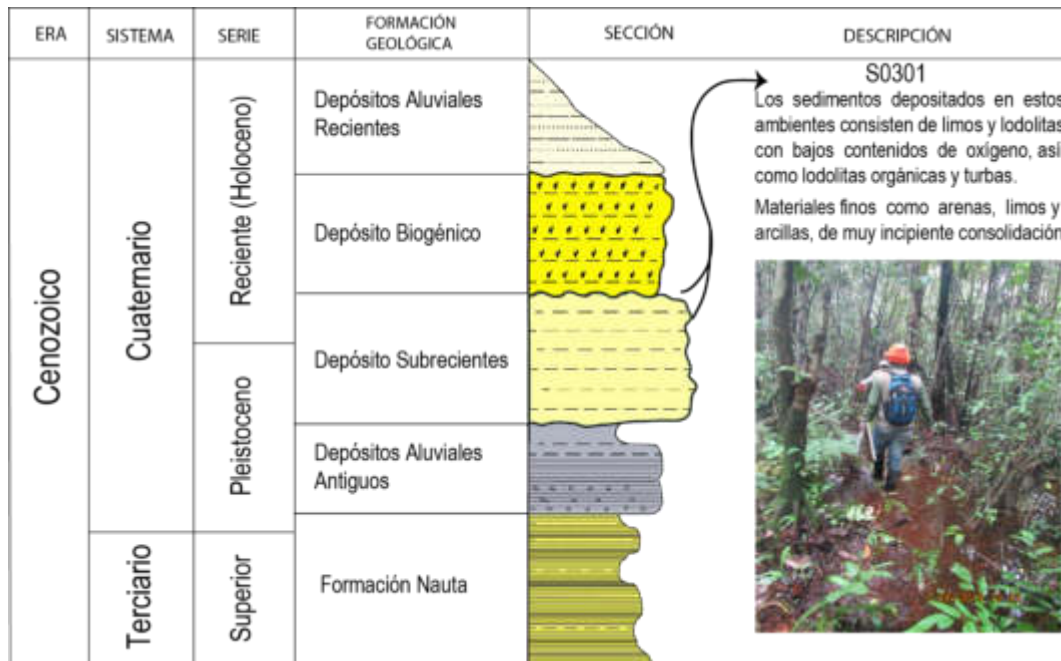 ERA
SISTEMA
SERIE
FORMACIÓN
GEOLÓGICA
SECCIÓN
DESCRIPCIÓN
Cenozoico
Cuaternario
Terciario
Reciente (Holoceno)
Pleistoceno
Superior
Depósitos Aluviales
Recientes
Depósito Biogénico
Depósito Subrecientes
Depósitos Aluviales
Antiguos
Formación Nauta
S0301
Los sedimentos depositados en estos
ambientes consisten de limos y lodolitas
con bajos contenidos de oxígeno, así
como lodolitas orgánicas y turbas.
Materiales finos como arenas, limos y
arcillas, de muy incipiente consolidación